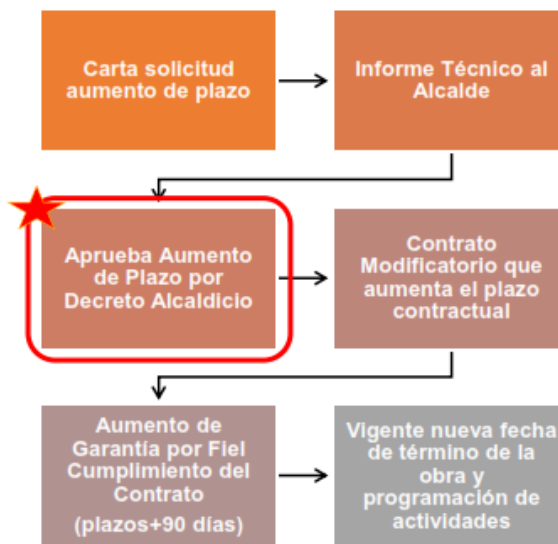 Carta solicitud
aumento de plazo
Informe Técnico al
Alcalde
Aprueba Aumento
de Plazo por
Decreto Alcaldicio
Contrato
Modificatorio que
aumenta el plazo
contractual
Aumento de
Garantía por Fiel
Cumplimiento del
Contrato
(plazos+90 días)
Vigente nueva fecha
de término de la
obra y
programación de
actividades